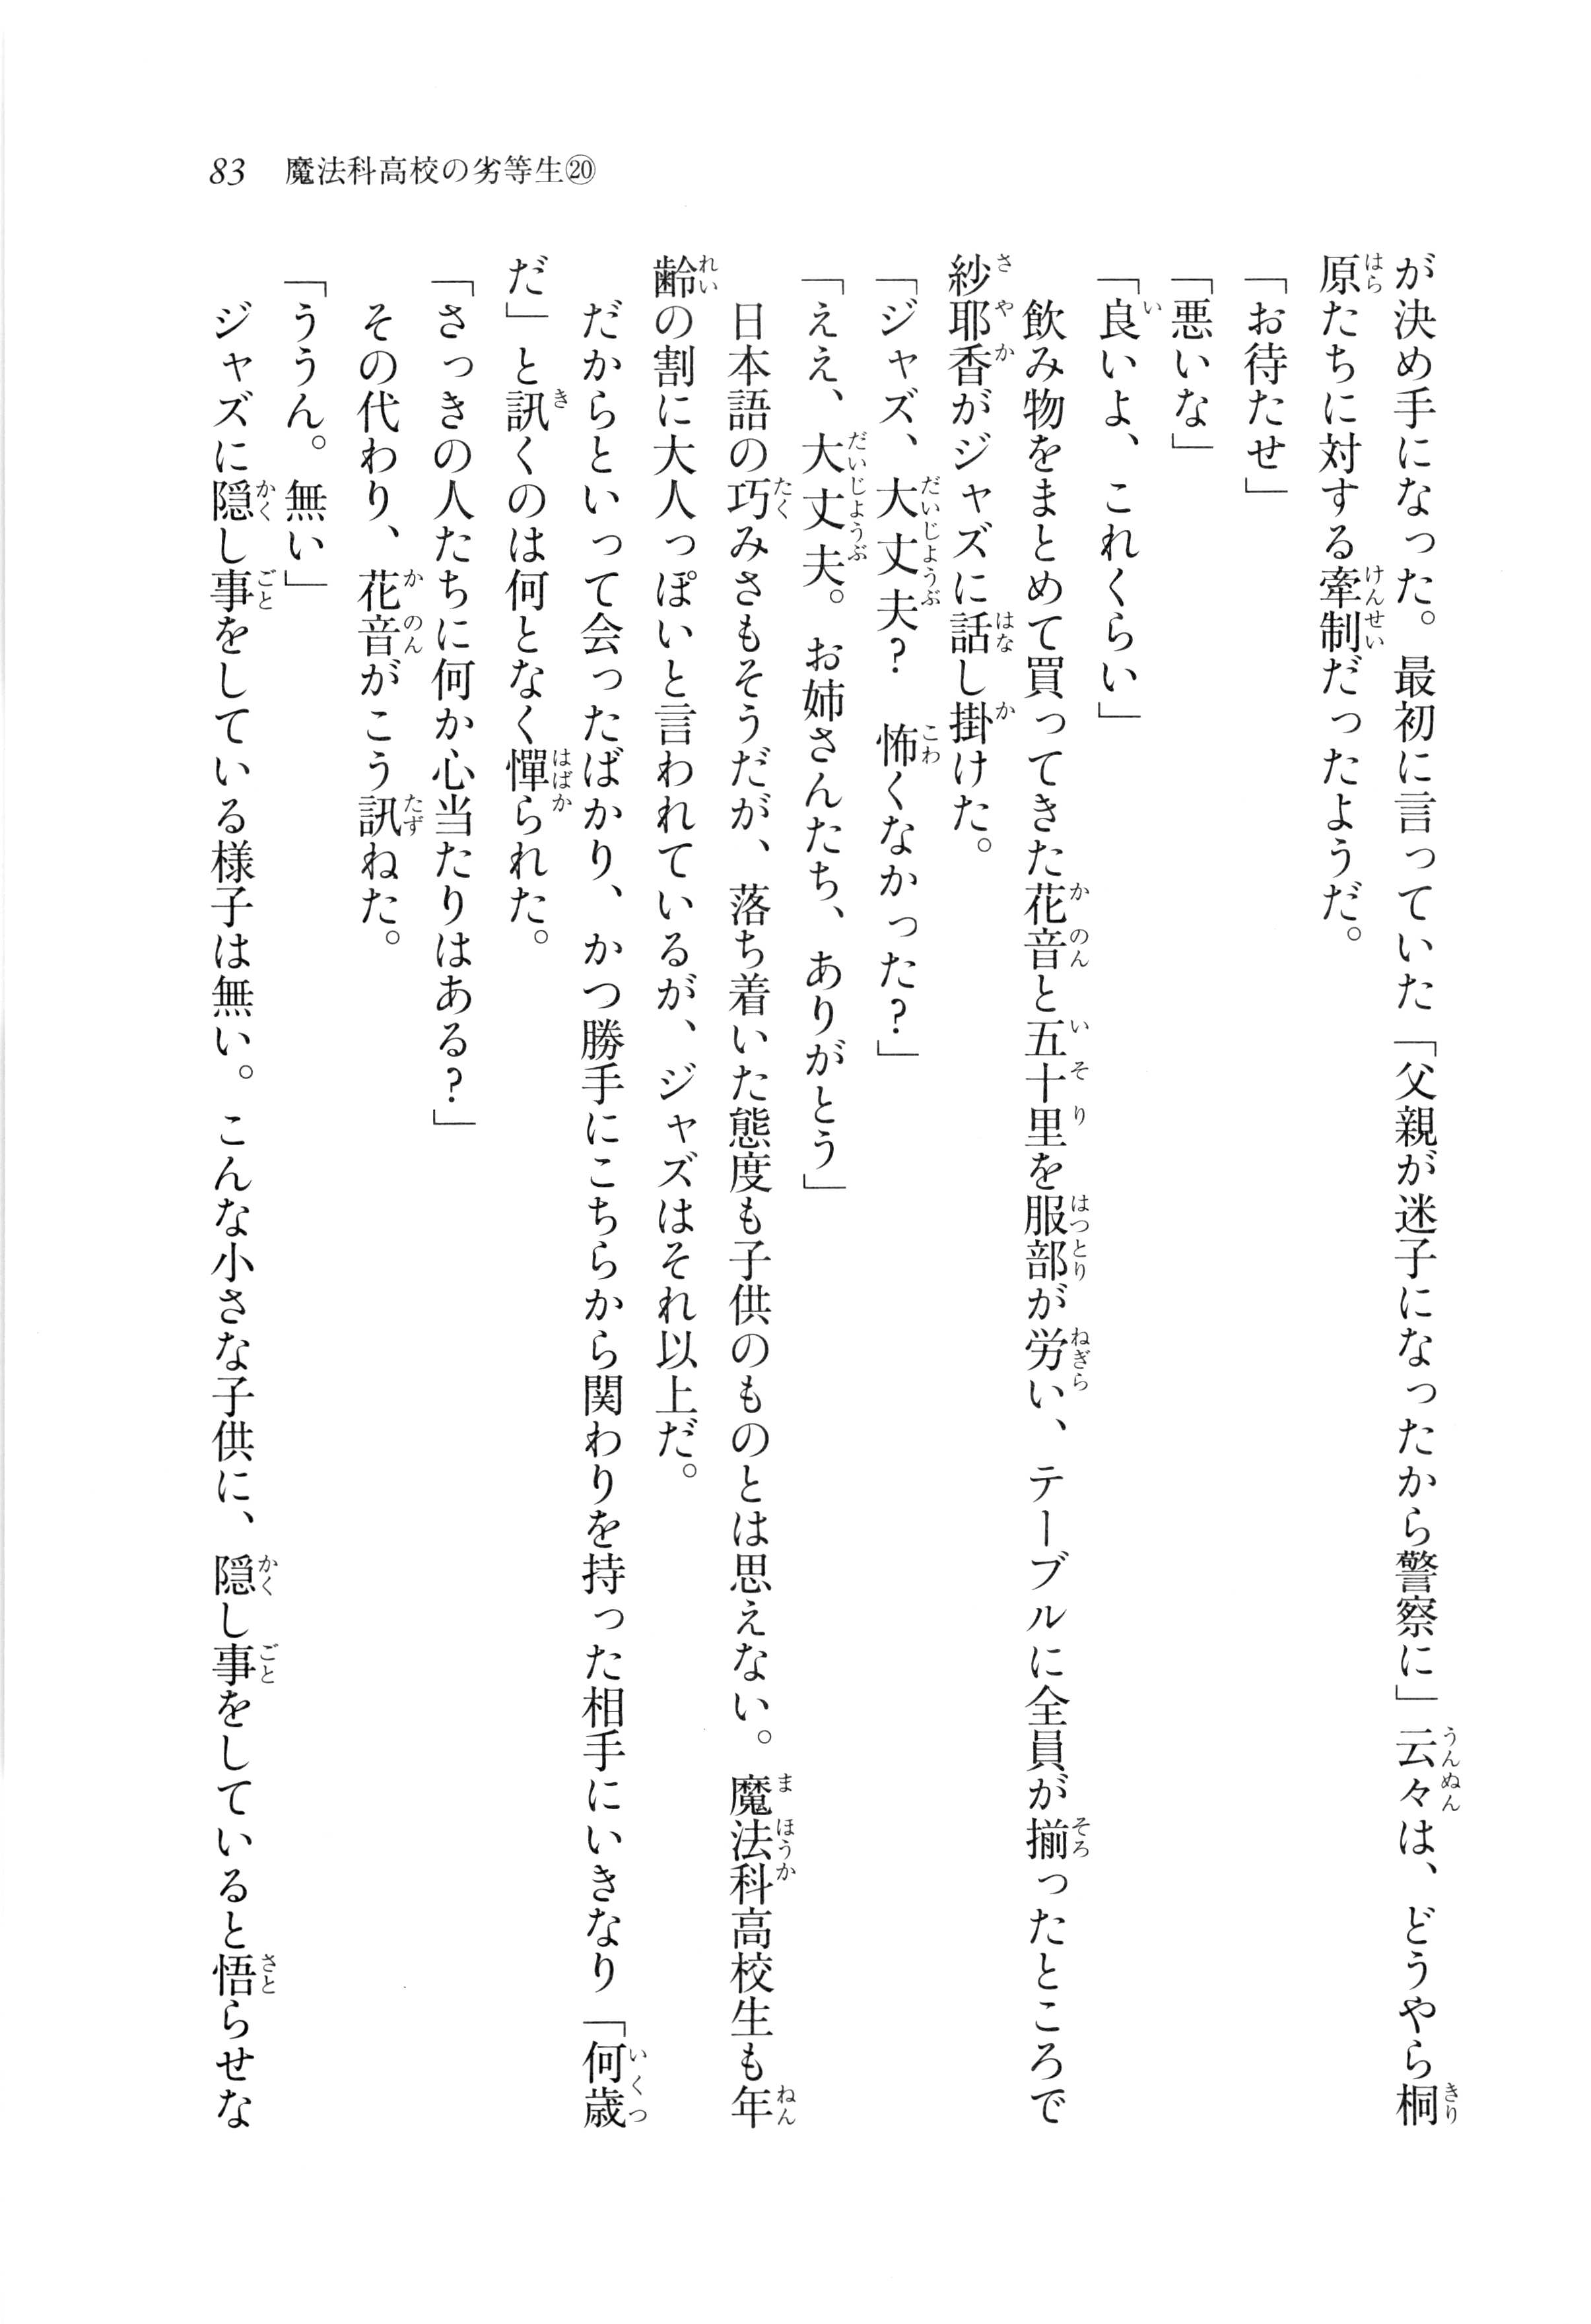 83 魔法科高校の劣等生⑳
が決め手になった。最初に言っていた「父親が迷子になったから警察に」云々は、どうやら桐
原たちに対する牽制だったようだ。
「お待たせ」
「悪いな」
「良いよ、これくらい」
飲み物をまとめて買ってきた花音と五十里を服部が労い、テーブルに全員が揃ったところで
紗耶香がジャズに話し掛けた。
「ジャズ、大丈夫? 怖くなかった?」
「ええ、大丈夫。お姉さんたち、ありがとう」
日本語の巧みさもそうだが、落ち着いた態度も子供のものとは思えない。魔法科高校生も年
齢の割に大人っぽいと言われているが、ジャズはそれ以上だ。
だからといって会ったばかり、かつ勝手にこちらから関わりを持った相手にいきなり「何歳
だ」と訊くのは何となく憚られた。
「さっきの人たちに何か心当たりはある?」
その代わり、花音がこう訊ねた。
「ううん。無い」
ジャズに隠し事をしている様子は無い。こんな小さな子供に、隠し事をしていると悟らせな